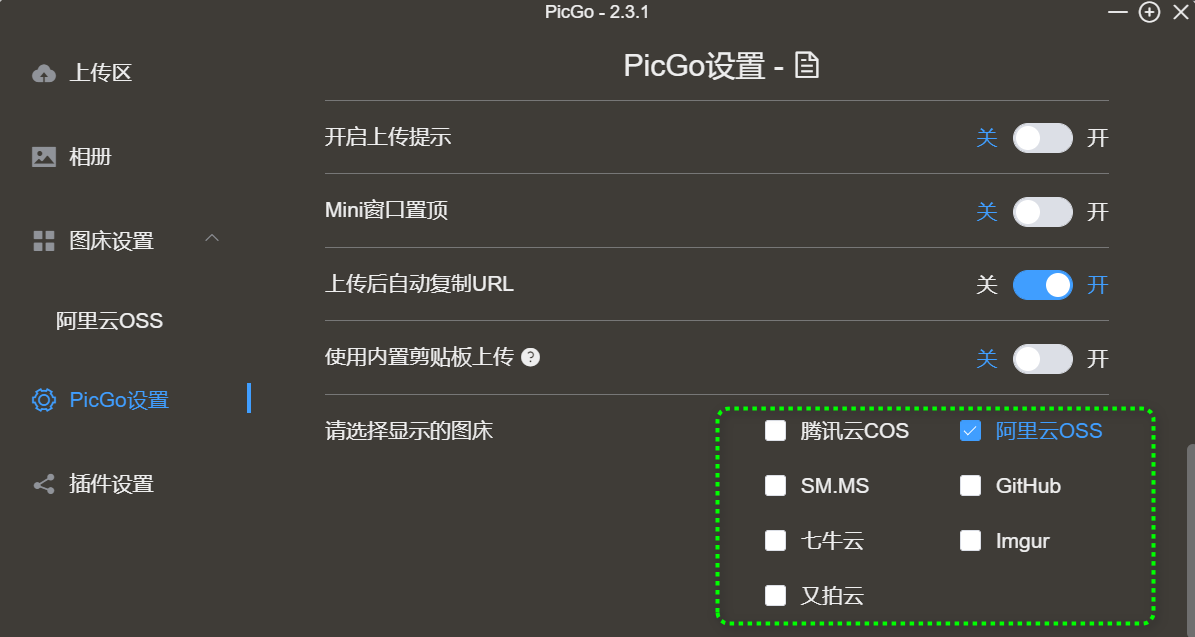 PicGo - 2.3.1
上传区
相册
图床设置
阿里云OSS
PicGo设置
插件设置
PicGo设置 -
开启上传提示 关 开
Mini窗口置顶 关 开
上传后自动复制URL 关 开
使用内置剪贴板上传 ? 关 开
请选择显示的图床 腾讯云COS 阿里云OSS
SM.MS GitHub
七牛云 Imgur
又拍云